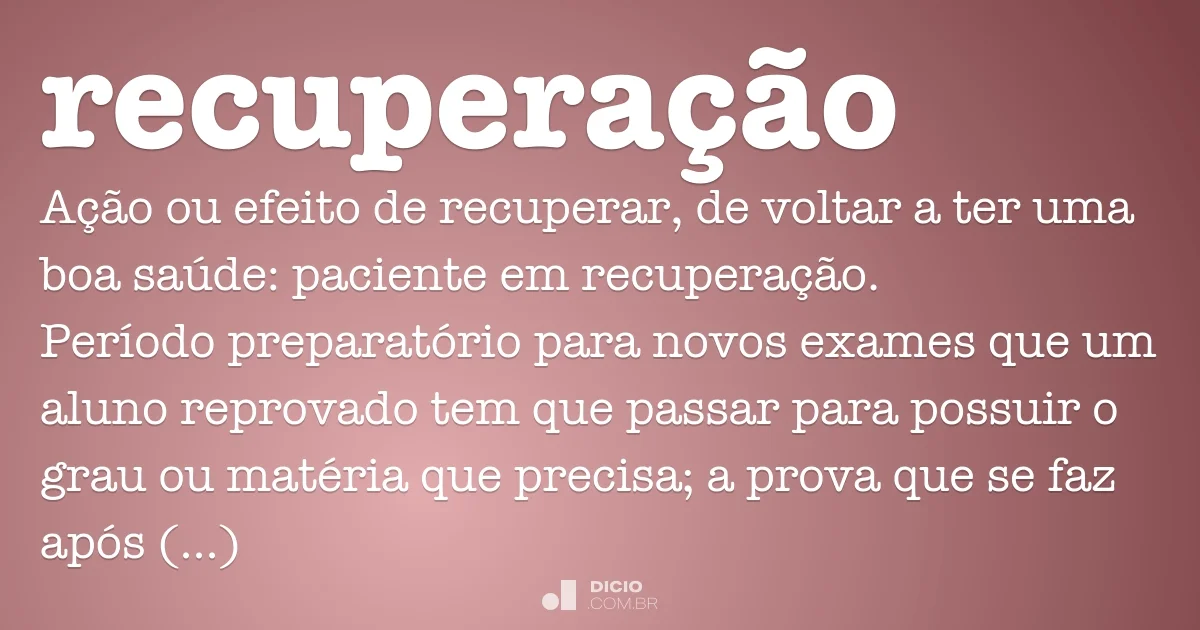 recuperação
Ação ou efeito de recuperar, de voltar a ter uma
boa saúde: paciente em recuperação.
Período preparatório para novos exames que um
aluno reprovado tem que passar para possuir o
grau ou matéria que precisa; a prova que se faz
após (...)
DICIO
.COM.BR